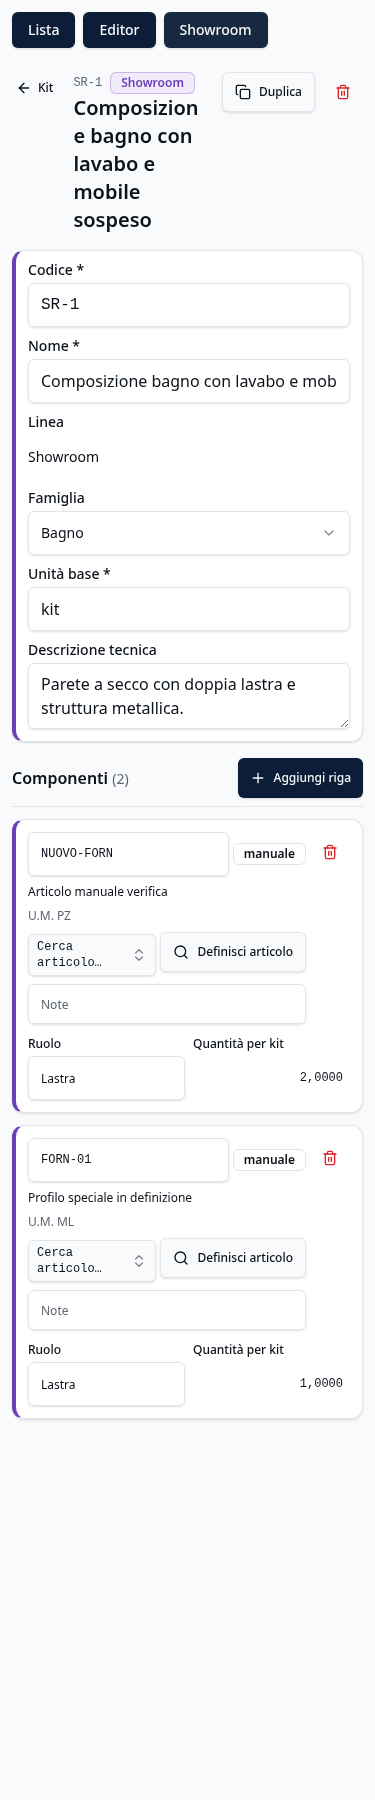 Lista Editor Showroom
Kit
SR-1 Showroom
Composizion
e bagno con
lavabo e
mobile
sospeso
Duplica
Codice *
SR-1
Nome *
Composizione bagno con lavabo e mob
Linea
Showroom
Famiglia
Bagno
Unità base *
kit
Descrizione tecnica
Parete a secco con doppia lastra e
struttura metallica.
Componenti (2)
Aggiungi riga
NUOVO-FORN
manuale
Articolo manuale verifica
U.M. PZ
Cerca
articolo…
Definisci articolo
Note
Ruolo Quantità per kit
Lastra 2,0000
FORN-01
manuale
Profilo speciale in definizione
U.M. ML
Cerca
articolo…
Definisci articolo
Note
Ruolo Quantità per kit
Lastra 1,0000